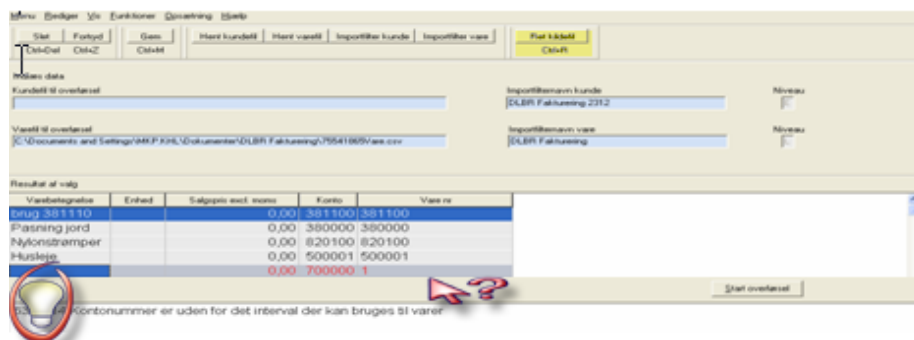 Menu Rediger Vis Funktioner Opsætning Hjælp
Slet Fortryd Gem Hent kundefil Hent varefil Importfilter kunde Importfilter vare Ret kildefil
Ctrl+Del Ctrl+Z Ctrl+M Ctrl+R
Indlæs data
Kundefil til overførsel Importfilternavn kunde Niveau
DLBR Fakturering 2312
Varefil til overførsel Importfilternavn vare Niveau
C:\Documents and Settings\MKP.KHL\Dokumenter\DLBR Fakturering\75541865Vare.csv DLBR Fakturering
Resultat af valg
Varebetegnelse Enhed Salgspris excl. moms Konto Vare nr
brug 381110 0,00 381100 381100
Pasning jord 0,00 380000 380000
Nylonstrømper 0,00 820100 820100
Husleje 0,00 500001 500001
0,00 700000 1
Start overførsel
Kontonummer er uden for det interval der kan bruges til varer